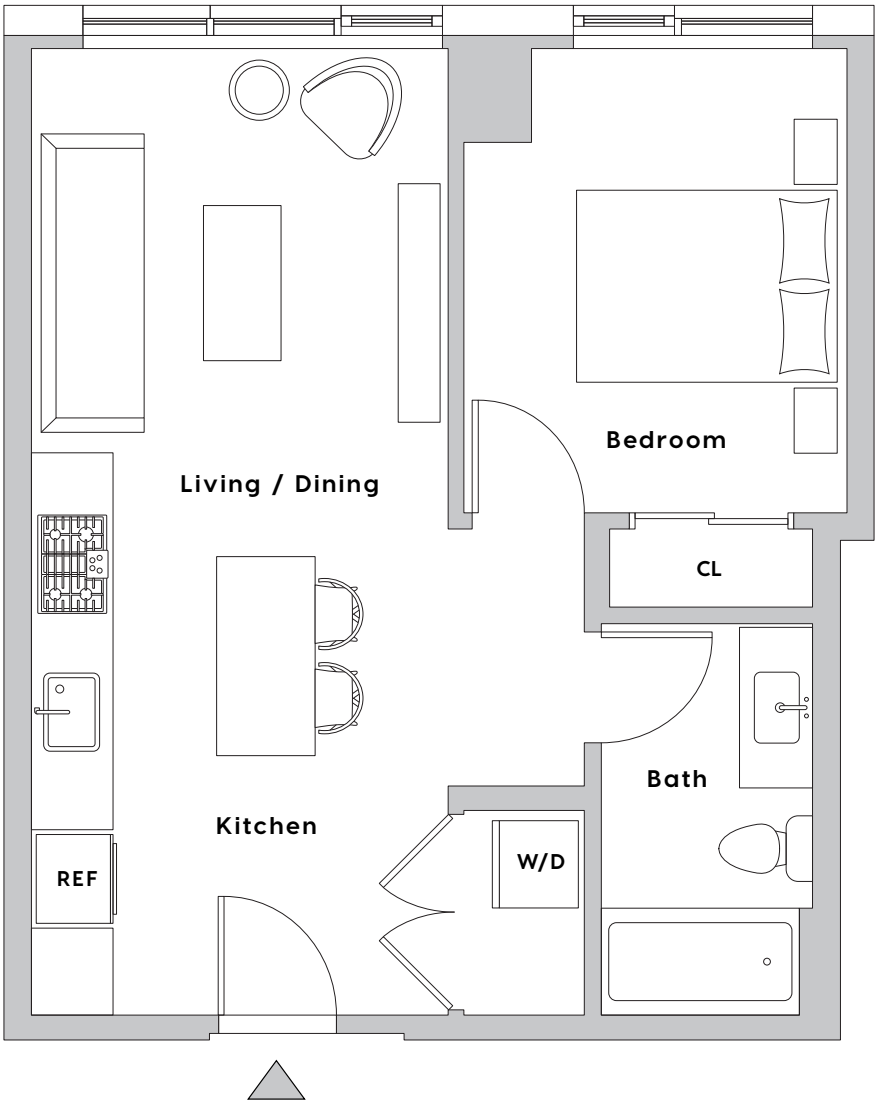 Bedroom
Living / Dining
CL
Bath
Kitchen
W/D
REF